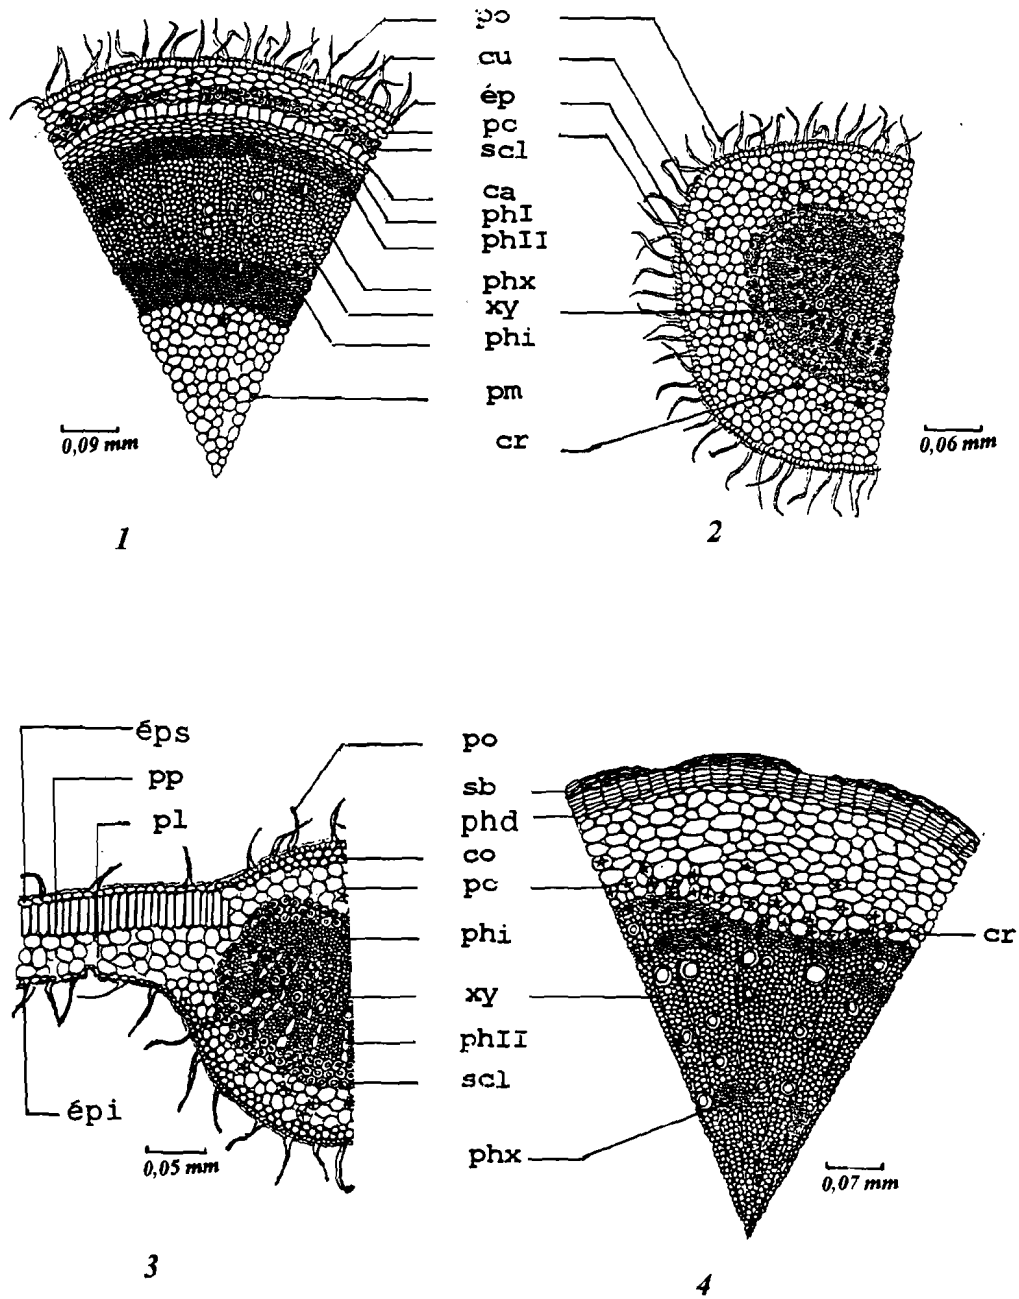 po
cu
ép
pc
scl
ca
phI
phII
phx
xy
phi
pm
cr
0,09 mm
0,06 mm
1
2
éps
pp
pl
épi
po
sb
phd
co
pc
phi
cr
xy
phII
scl
phx
0,05 mm
0,07 mm
3
4